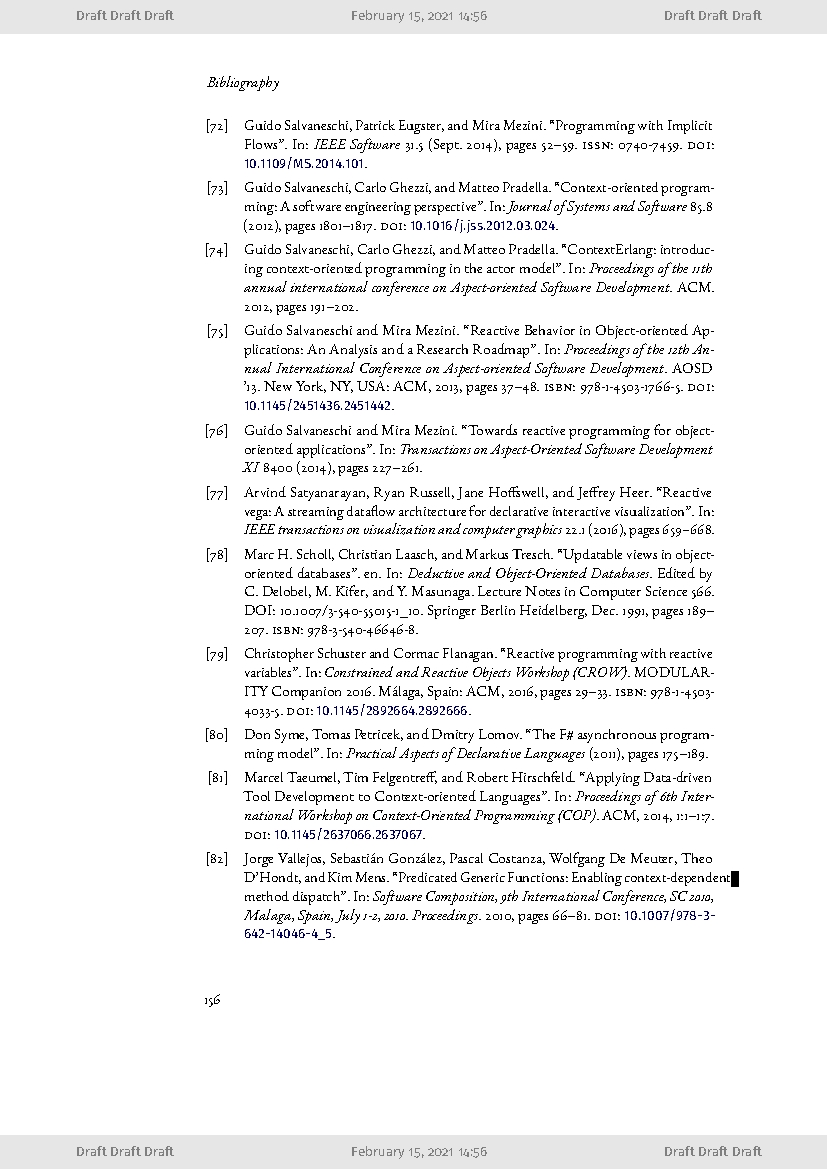 Draft Draft Draft February 15, 2021 14:56 Draft Draft Draft
Bibliography
[72] Guido Salvaneschi, Patrick Eugster, and Mira Mezini. “Programming with Implicit
Flows”. In: IEEE Software 31.5 (Sept. 2014), pages 52–59. ISSN: 0740-7459. DOI:
10.1109/MS.2014.101.
[73] Guido Salvaneschi, Carlo Ghezzi, and Matteo Pradella. “Context-oriented program-
ming: A software engineering perspective”. In: Journal of Systems and Software 85.8
(2012), pages 1801–1817. DOI: 10.1016/j.jss.2012.03.024.
[74] Guido Salvaneschi, Carlo Ghezzi, and Matteo Pradella. “ContextErlang: introduc-
ing context-oriented programming in the actor model”. In: Proceedings of the 11th
annual international conference on Aspect-oriented Software Development. ACM.
2012, pages 191–202.
[75] Guido Salvaneschi and Mira Mezini. “Reactive Behavior in Object-oriented Ap-
plications: An Analysis and a Research Roadmap”. In: Proceedings of the 12th An-
nual International Conference on Aspect-oriented Software Development. AOSD
’13. New York, NY, USA: ACM, 2013, pages 37–48. ISBN: 978-1-4503-1766-5. DOI:
10.1145/2451436.2451442.
[76] Guido Salvaneschi and Mira Mezini. “Towards reactive programming for object-
oriented applications”. In: Transactions on Aspect-Oriented Software Development
XI 8400 (2014), pages 227–261.
[77] Arvind Satyanarayan, Ryan Russell, Jane Hoffswell, and Jeffrey Heer. “Reactive
vega: A streaming dataflow architecture for declarative interactive visualization”. In:
IEEE transactions on visualization and computer graphics 22.1 (2016), pages 659–668.
[78] Marc H. Scholl, Christian Laasch, and Markus Tresch. “Updatable views in object-
oriented databases”. en. In: Deductive and Object-Oriented Databases. Edited by
C. Delobel, M. Kifer, and Y. Masunaga. Lecture Notes in Computer Science 566.
DOI: 10.1007/3-540-55015-1_10. Springer Berlin Heidelberg, Dec. 1991, pages 189–
207. ISBN: 978-3-540-46646-8.
[79] Christopher Schuster and Cormac Flanagan. “Reactive programming with reactive
variables”. In: Constrained and Reactive Objects Workshop (CROW). MODULAR-
ITY Companion 2016. Málaga, Spain: ACM, 2016, pages 29–33. ISBN: 978-1-4503-
4033-5. DOI: 10.1145/2892664.2892666.
[80] Don Syme, Tomas Petricek, and Dmitry Lomov. “The F# asynchronous program-
ming model”. In: Practical Aspects of Declarative Languages (2011), pages 175–189.
[81] Marcel Taeumel, Tim Felgentreff, and Robert Hirschfeld. “Applying Data-driven
Tool Development to Context-oriented Languages”. In: Proceedings of 6th Inter-
national Workshop on Context-Oriented Programming (COP). ACM, 2014, 1:1–1:7.
DOI: 10.1145/2637066.2637067.
[82] Jorge Vallejos, Sebastián González, Pascal Costanza, Wolfgang De Meuter, Theo
D’Hondt, and Kim Mens. “Predicated Generic Functions: Enabling context-dependent
method dispatch”. In: Software Composition, 9th International Conference, SC 2010,
Malaga, Spain, July 1-2, 2010. Proceedings. 2010, pages 66–81. DOI: 10.1007/978-3-
642-14046-4_5.
156
Draft Draft Draft February 15, 2021 14:56 Draft Draft Draft